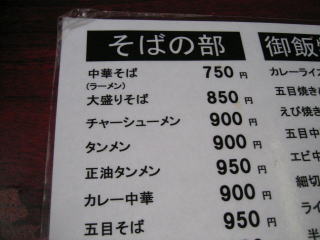 そばの部
中華そば 750円
(ラーメン)
大盛りそば 850円
チャーシューメン 900円
タンメン 900円
正油タンメン 950円
カレー中華 900円
五目そば 950円
御飯
カレーライス
五目焼き
えび焼き
五目中
エビ中
細切
ライ
半